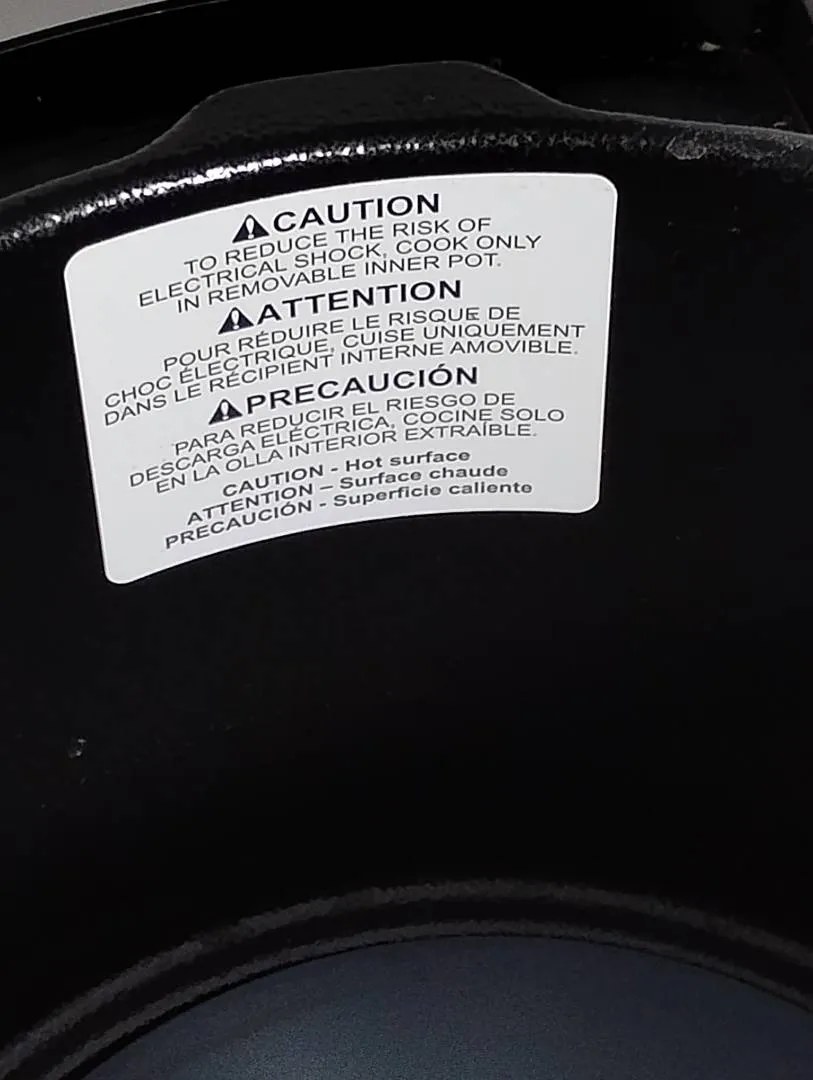 ⚠CAUTION
TO REDUCE THE RISK OF
ELECTRICAL SHOCK, COOK ONLY
IN REMOVABLE INNER POT.
⚠ATTENTION
POUR RÉDUIRE LE RISQUE DE
CHOC ÉLECTRIQUE, CUISE UNIQUEMENT
DANS LE RÉCIPIENT INTERNE AMOVIBLE.
⚠PRECAUCIÓN
PARA REDUCIR EL RIESGO DE
DESCARGA ELÉCTRICA, COCINE SOLO
EN LA OLLA INTERIOR EXTRAÍBLE.
CAUTION - Hot surface
ATTENTION – Surface chaude
PRECAUCIÓN - Superficie caliente